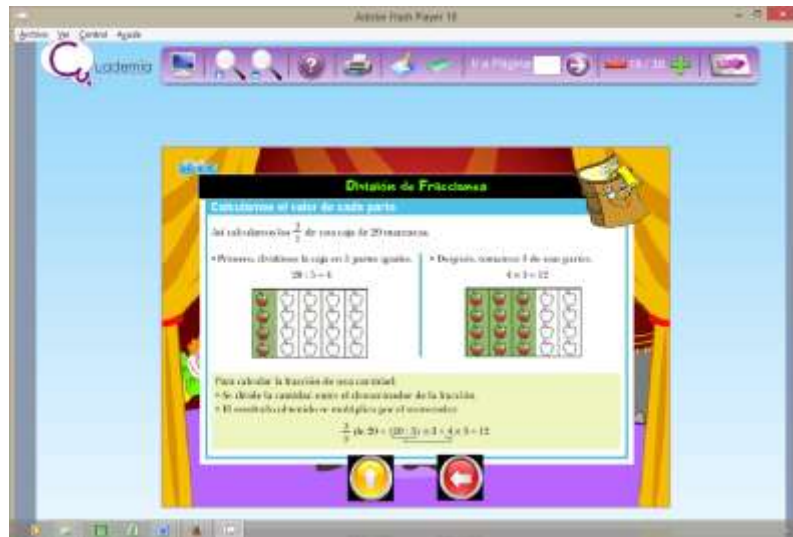 Adobe Flash Player 10
Archivo Ver Control Ayuda
Cuadernia
Ir a Página
División de Fracciones
Calculamos el valor de cada parte
Así calculamos los 3/5 de una caja de 20 manzanas.
• Primero, dividimos la caja en 5 partes iguales.
20 : 5 = 4
• Después, tomamos 3 de esas partes.
4 x 3 = 12
Para calcular la fracción de una cantidad:
• Se divide la cantidad entre el denominador de la fracción.
• El resultado obtenido se multiplica por el numerador.
3/5 de 20 = (20 : 5) x 3 = 4 x 3 = 12